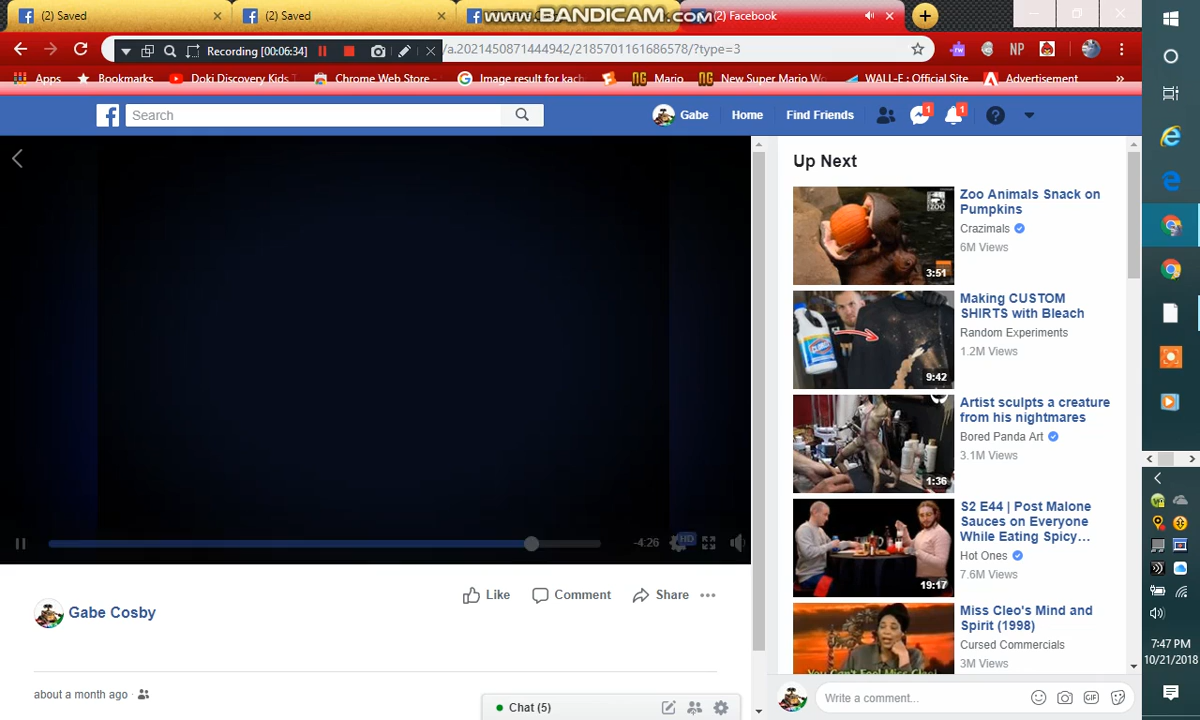 (2) Saved
(2) Saved
www.BANDICAM.com
(2) Facebook
Recording [00:06:34]
/a.2021450871444942/2185701161686578/?type=3
NP
Apps
Bookmarks
Doki Discovery Kids
Chrome Web Store -
Image result for kach
Mario
New Super Mario Wo
WALL-E : Official Site
Advertisement
»
Search
Gabe
Home
Find Friends
1
1
Up Next
Zoo Animals Snack on
Pumpkins
Crazimals
6M Views
3:51
Making CUSTOM
SHIRTS with Bleach
Random Experiments
1.2M Views
9:42
Artist sculpts a creature
from his nightmares
Bored Panda Art
3.1M Views
1:36
S2 E44 | Post Malone
Sauces on Everyone
While Eating Spicy…
Hot Ones
7.6M Views
19:17
Miss Cleo's Mind and
Spirit (1998)
Cursed Commercials
3M Views
-4:26
HD
Like
Comment
Share
Gabe Cosby
about a month ago
Chat (5)
Write a comment...
GIF
7:47 PM
10/21/2018